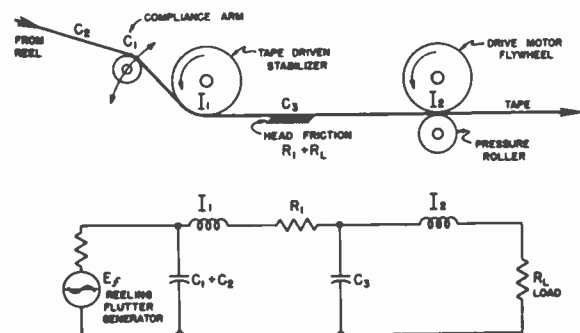 COMPLIANCE ARM
C2
C1
FROM
REEL
TAPE DRIVEN
STABILIZER
I1
C3
HEAD FRICTION
R1 + RL
DRIVE MOTOR
FLYWHEEL
I2
TAPE
PRESSURE
ROLLER
I1
R1
I2
Ef
REELING
FLUTTER
GENERATOR
C1 + C2
C3
RL
LOAD